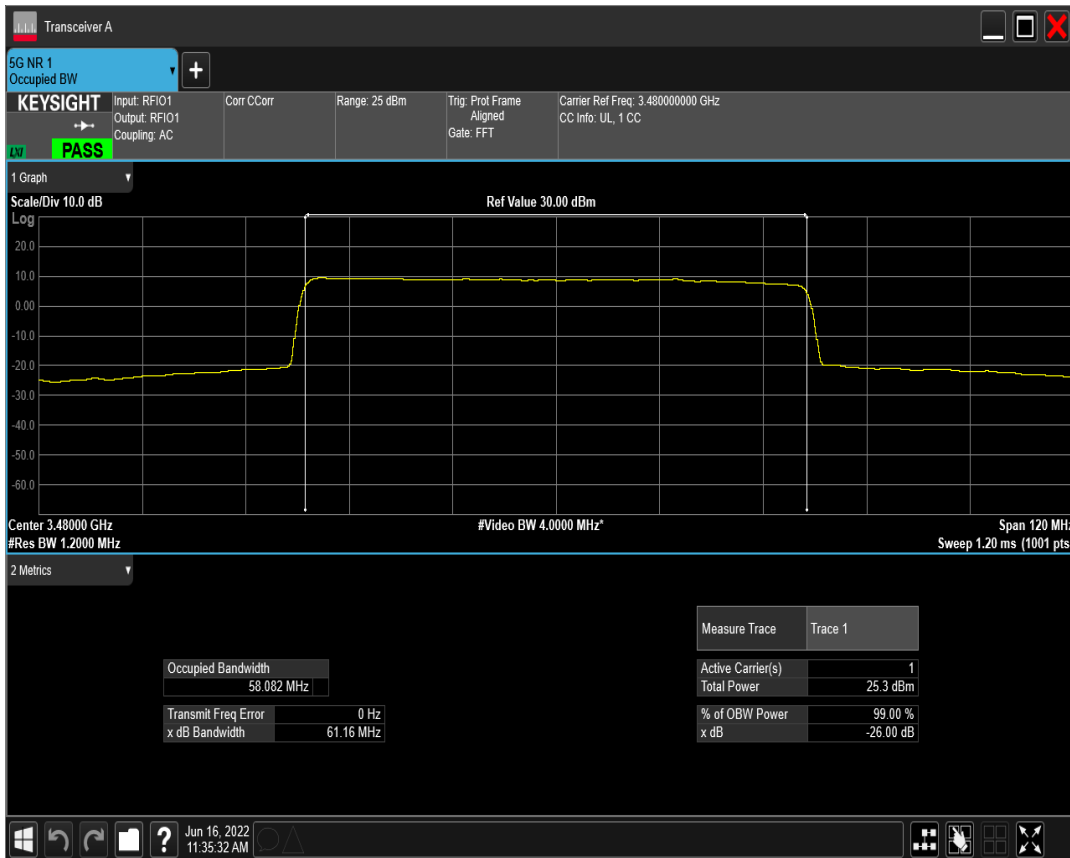 Transceiver A
5G NR 1
Occupied BW
KEYSIGHT
LXI
PASS
Input: RFIO1
Output: RFIO1
Coupling: AC
Corr CCorr
Range: 25 dBm
Trig: Prot Frame
Aligned
Gate: FFT
Carrier Ref Freq: 3.480000000 GHz
CC Info: UL, 1 CC
1 Graph
Scale/Div 10.0 dB
Ref Value 30.00 dBm
Log
20.0
10.0
0.00
-10.0
-20.0
-30.0
-40.0
-50.0
-60.0
Center 3.48000 GHz
#Video BW 4.0000 MHz*
Span 120 MHz
#Res BW 1.2000 MHz
Sweep 1.20 ms (1001 pts
2 Metrics
Measure Trace Trace 1
Occupied Bandwidth
58.082 MHz
Active Carrier(s) 1
Total Power 25.3 dBm
Transmit Freq Error 0 Hz
x dB Bandwidth 61.16 MHz
% of OBW Power 99.00 %
x dB -26.00 dB
?
Jun 16, 2022
11:35:32 AM